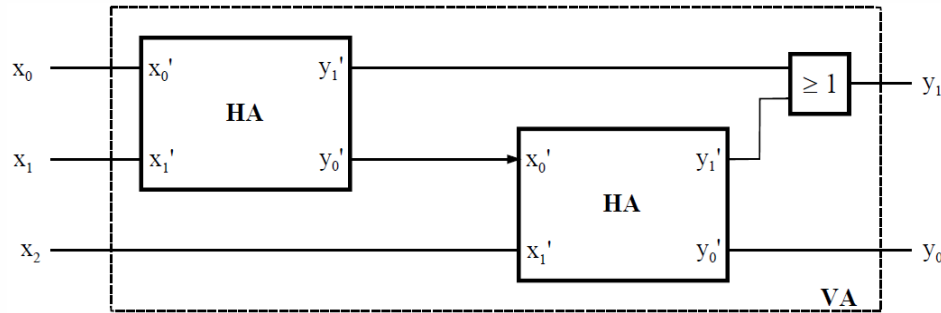 x₀ x₀' y₁' ≥ 1 y₁
HA
x₁ x₁' y₀' x₀' y₁'
HA
x₂ x₁' y₀' y₀
VA